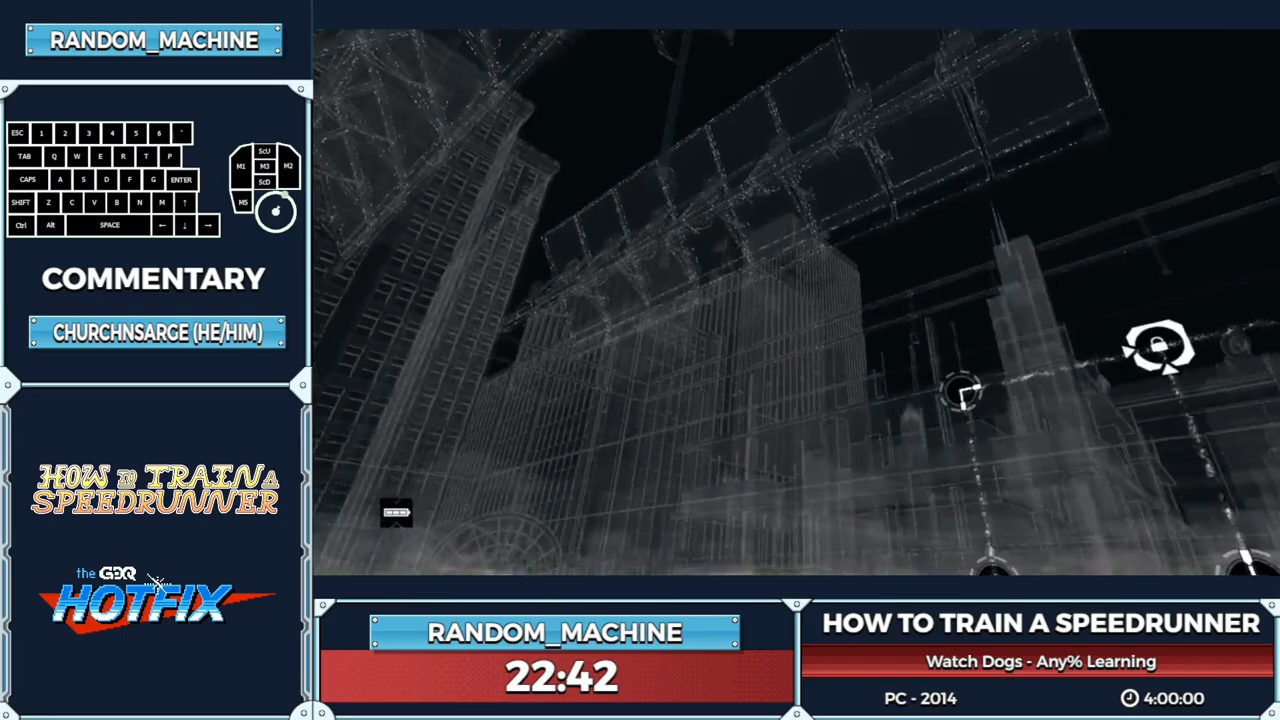 RANDOM_MACHINE
ESC 1 2 3 4 5 6 `
TAB Q W E R T P
CAPS A S D F G ENTER
SHIFT Z C V B N M ↑
Ctrl Alt SPACE ← ↓ →
ScU
M1 M3 M2
ScD
M5
COMMENTARY
CHURCHNSARGE (HE/HIM)
HOW TO TRAIN A
SPEEDRUNNER
the GDQ
HOTFIX
RANDOM_MACHINE
22:42
HOW TO TRAIN A SPEEDRUNNER
Watch Dogs - Any% Learning
PC - 2014
4:00:00